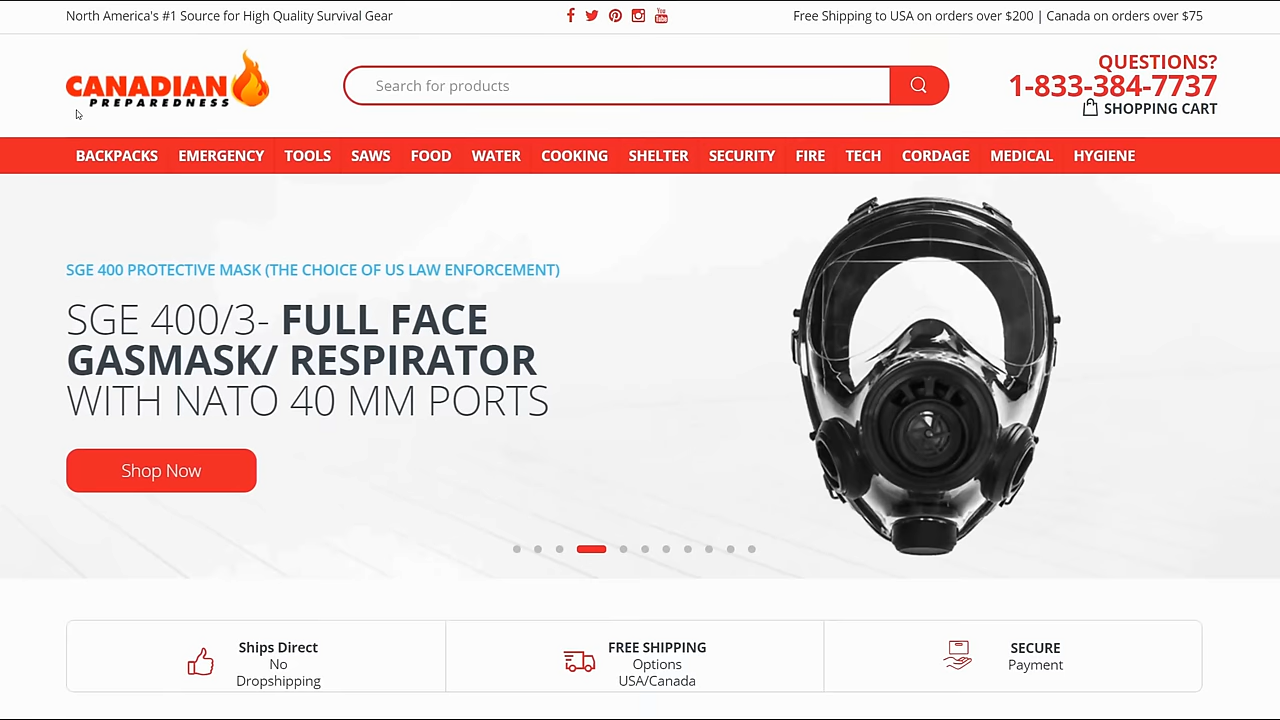 North America's #1 Source for High Quality Survival Gear
You Tube
Free Shipping to USA on orders over $200 | Canada on orders over $75
CANADIAN
PREPAREDNESS
Search for products
QUESTIONS?
1-833-384-7737
SHOPPING CART
BACKPACKS EMERGENCY TOOLS SAWS FOOD WATER COOKING SHELTER SECURITY FIRE TECH CORDAGE MEDICAL HYGIENE
SGE 400 PROTECTIVE MASK (THE CHOICE OF US LAW ENFORCEMENT)
SGE 400/3- FULL FACE
GASMASK/ RESPIRATOR
WITH NATO 40 MM PORTS
Shop Now
Ships Direct
No
Dropshipping
FREE SHIPPING
Options
USA/Canada
SECURE
Payment